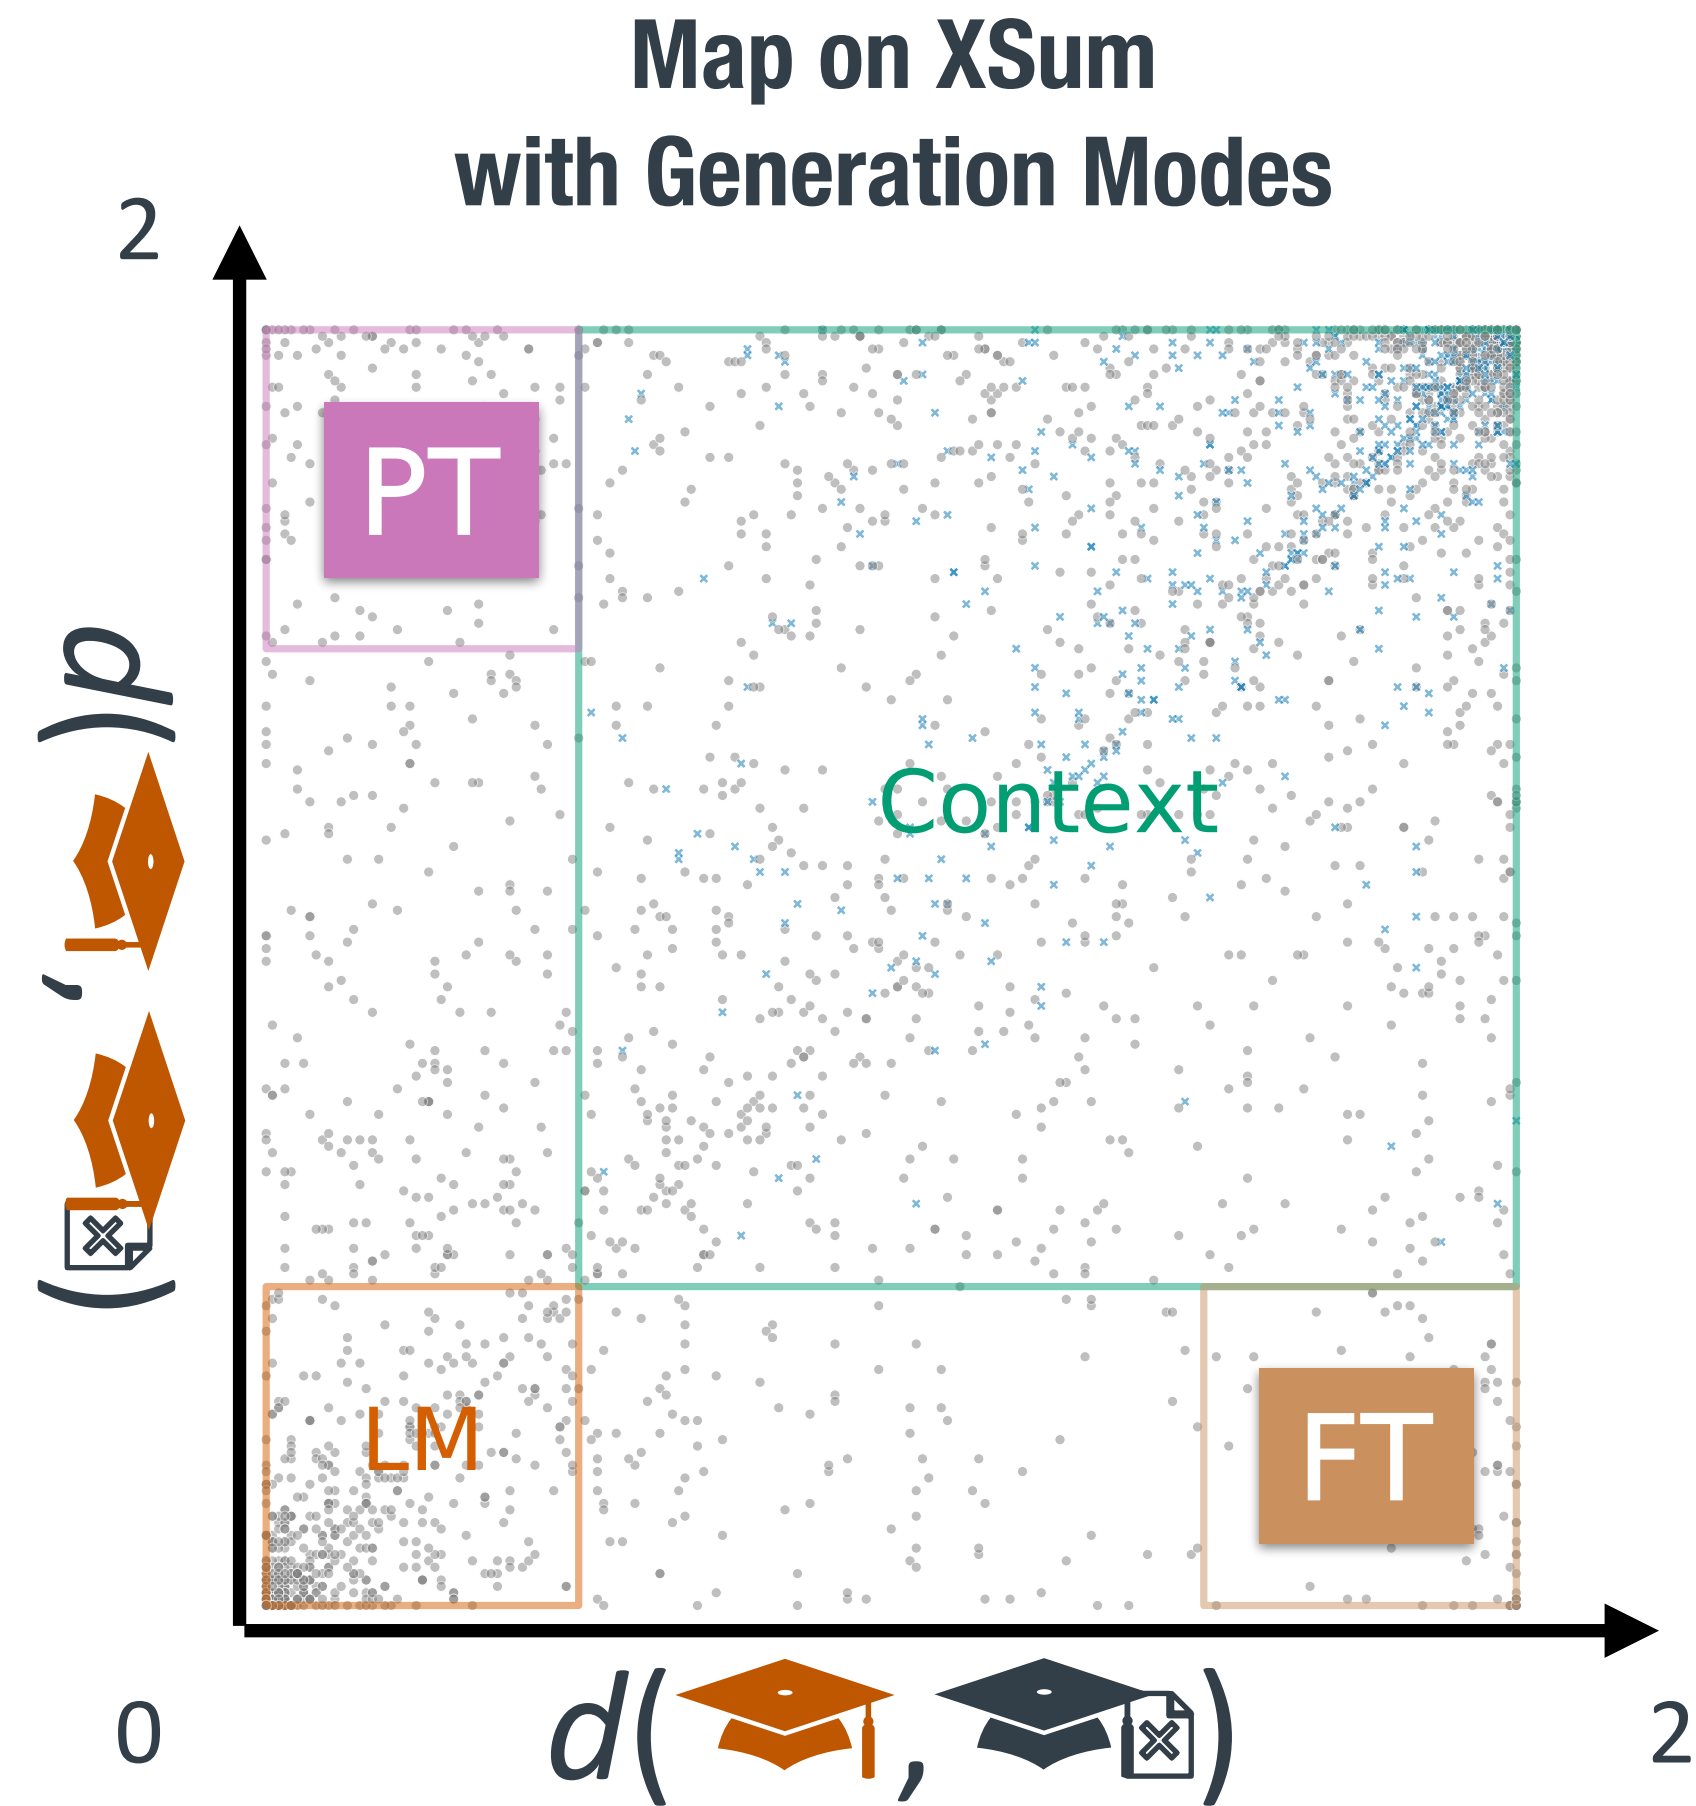 Map on XSum
with Generation Modes
2
PT
Context
d( , )
LM
FT
0
d( , )
2